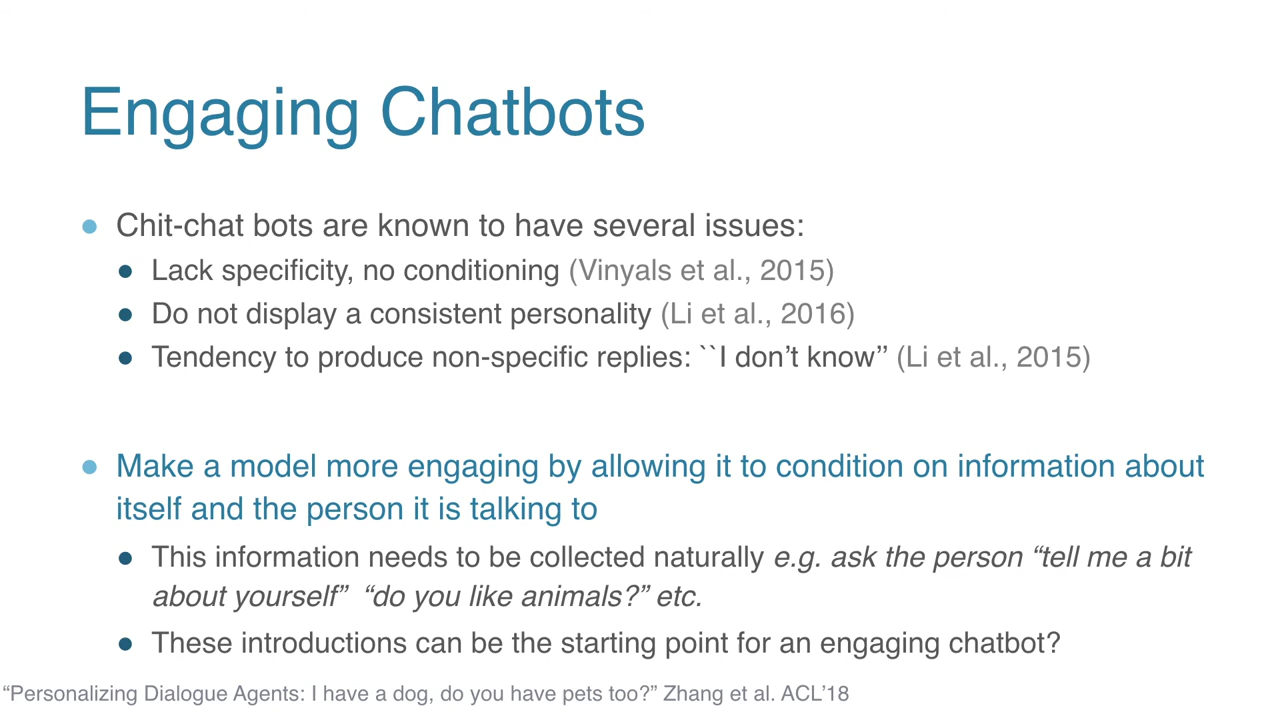 Engaging Chatbots
● Chit-chat bots are known to have several issues:
● Lack specificity, no conditioning (Vinyals et al., 2015)
● Do not display a consistent personality (Li et al., 2016)
● Tendency to produce non-specific replies: ``I don’t know’’ (Li et al., 2015)
● Make a model more engaging by allowing it to condition on information about
itself and the person it is talking to
● This information needs to be collected naturally e.g. ask the person “tell me a bit
about yourself”  “do you like animals?” etc.
● These introductions can be the starting point for an engaging chatbot?
“Personalizing Dialogue Agents: I have a dog, do you have pets too?” Zhang et al. ACL’18